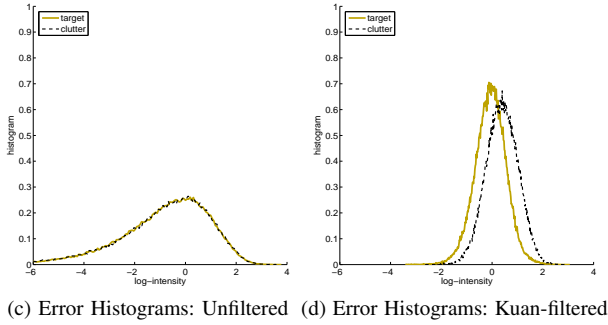 1
0.9
0.8
0.7
0.6
0.5
0.4
0.3
0.2
0.1
0
histogram
target
clutter
−6 −4 −2 0 2 4
log−intensity
(c) Error Histograms: Unfiltered
1
0.9
0.8
0.7
0.6
0.5
0.4
0.3
0.2
0.1
0
histogram
target
clutter
−6 −4 −2 0 2 4
log−intensity
(d) Error Histograms: Kuan-filtered